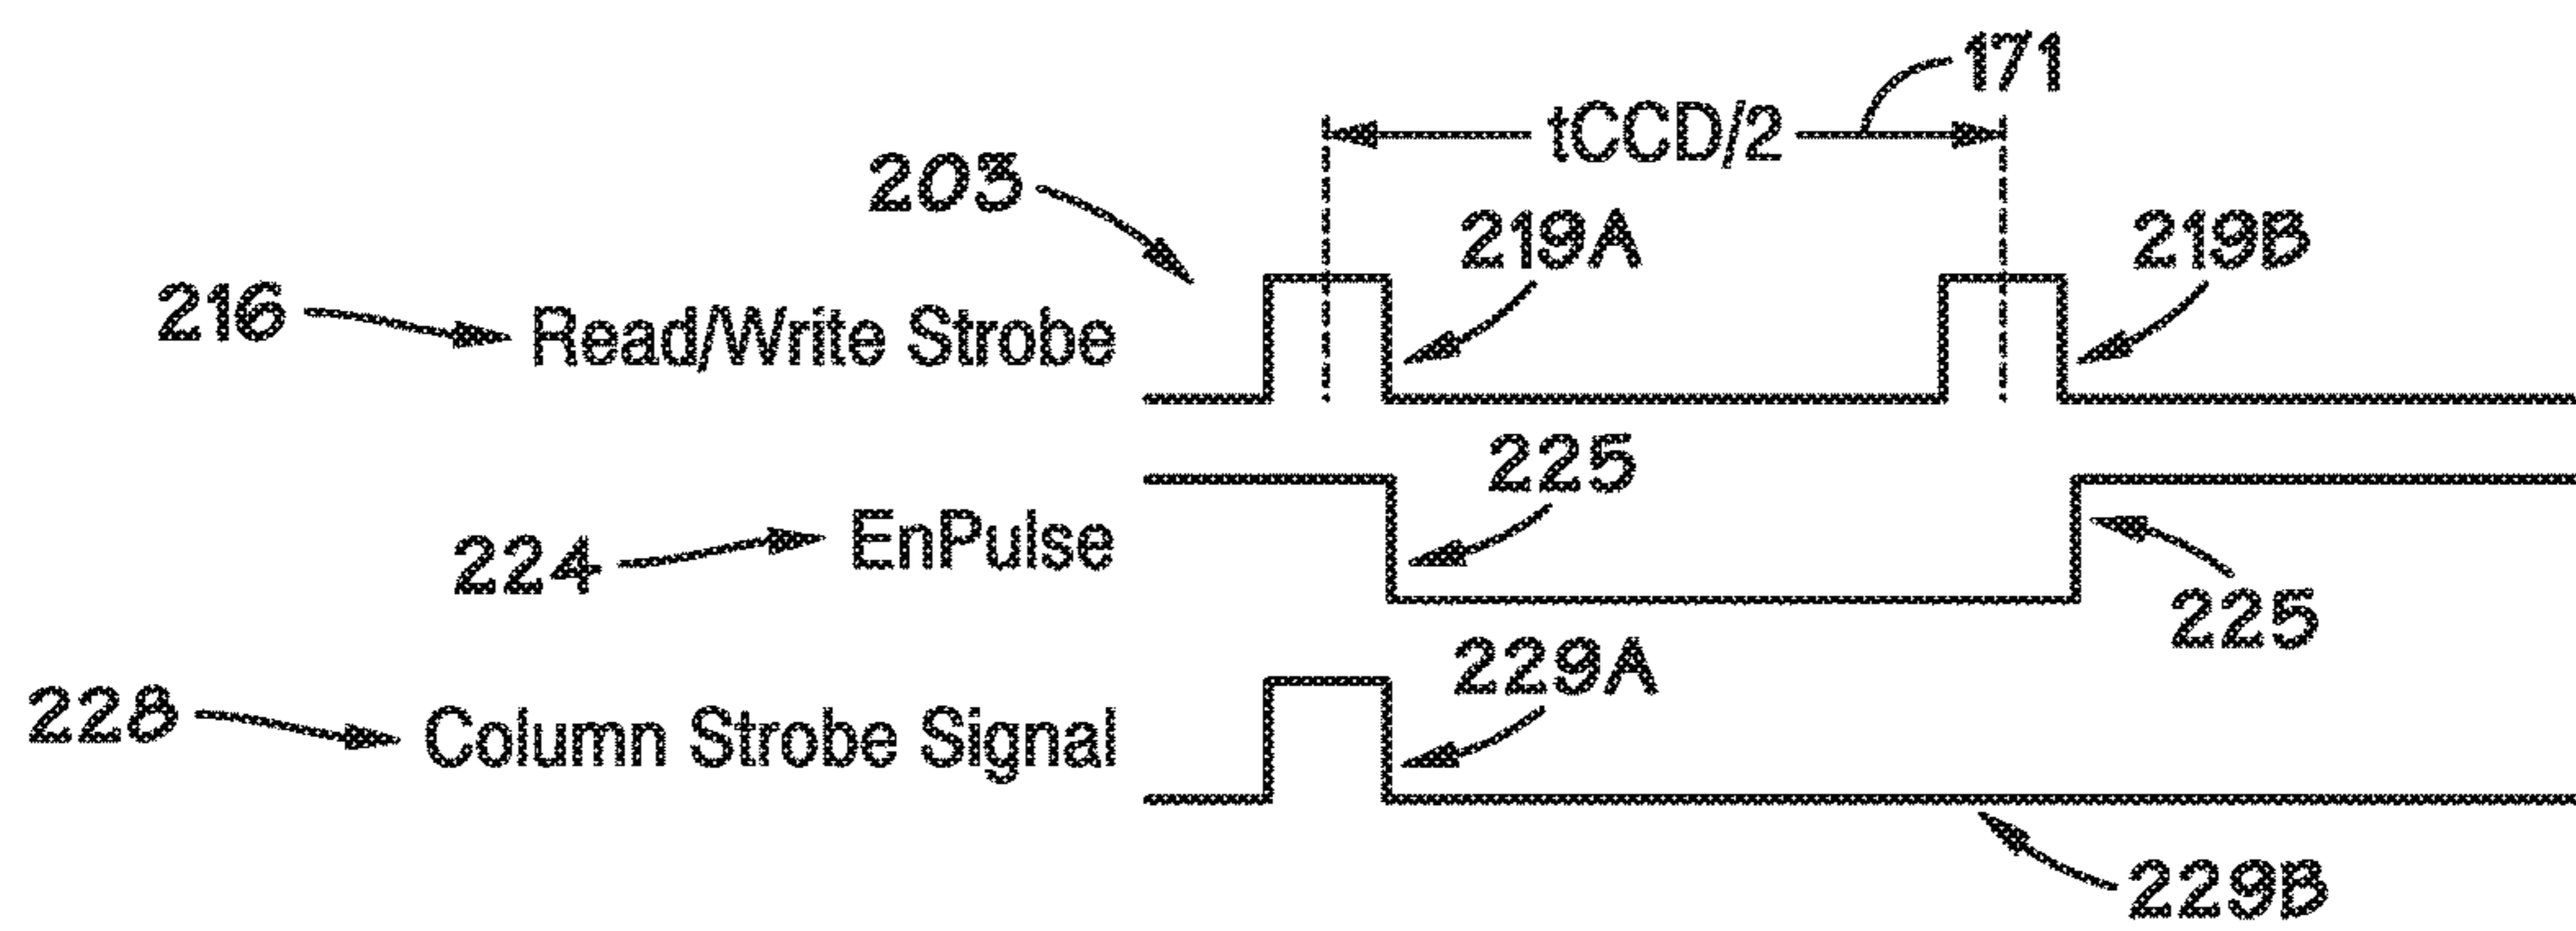 171
tCCD/2
203
219A
219B
216
Read/Write Strobe
225
224
EnPulse
225
229A
228
Column Strobe Signal
229B